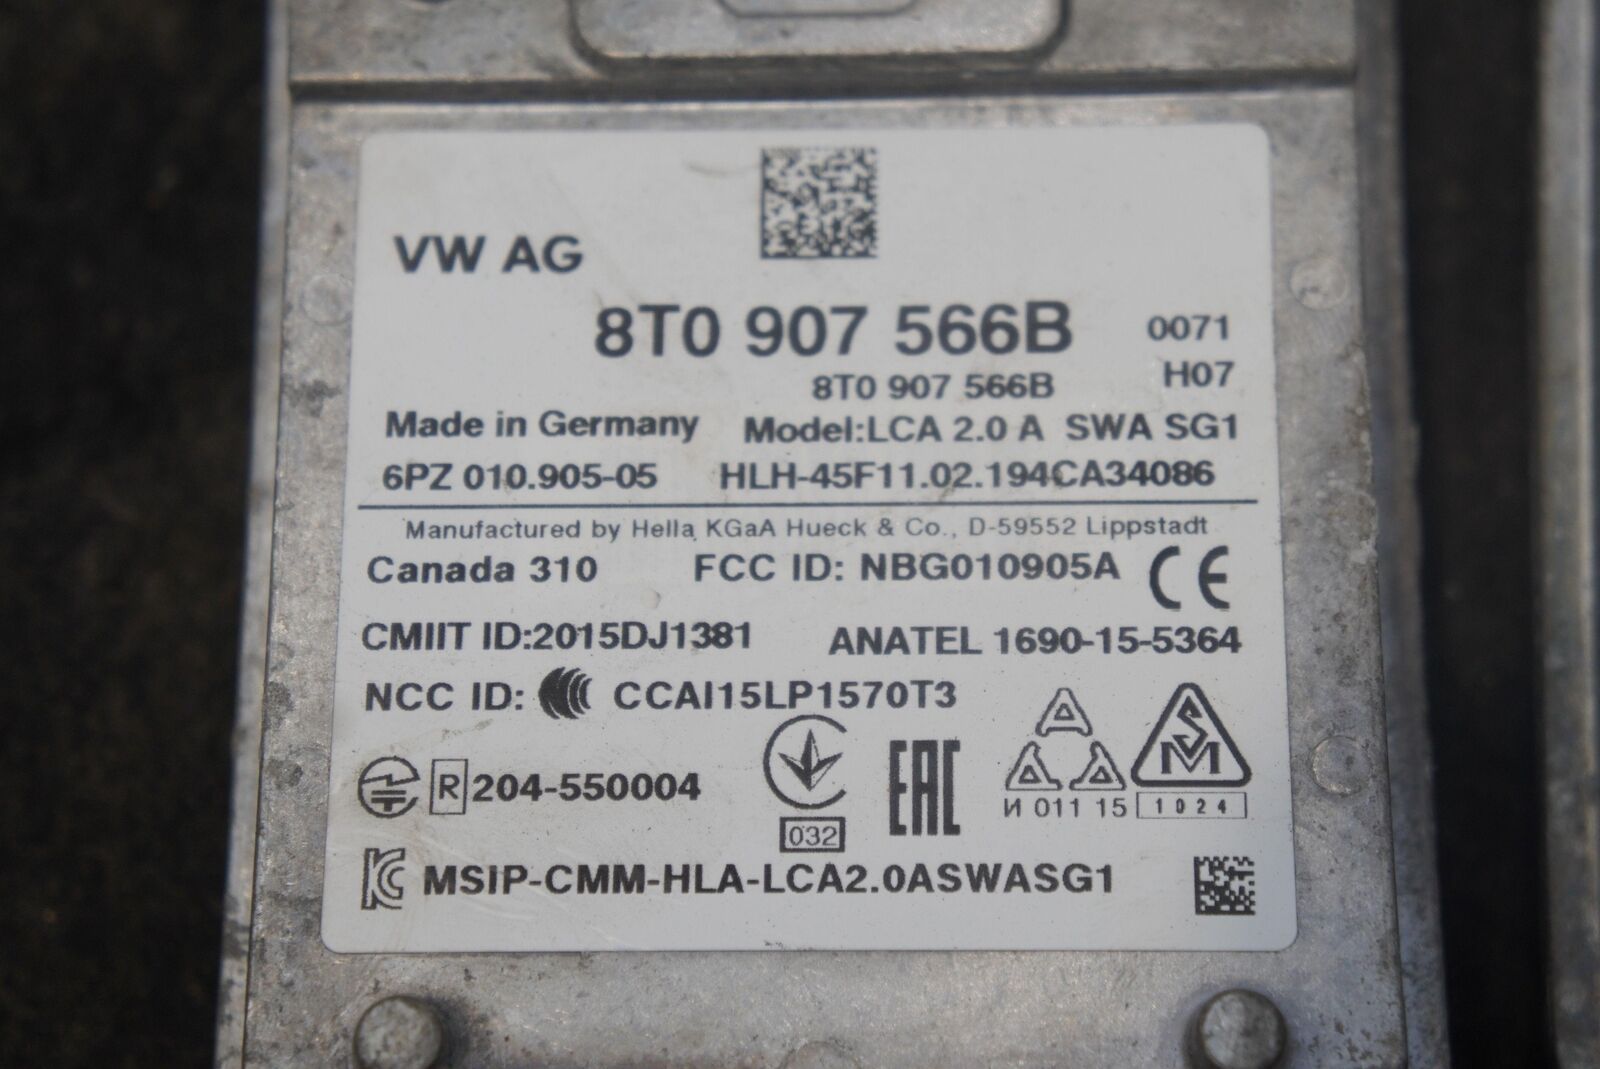 VW AG
8T0 907 566B 0071
8T0 907 566B H07
Made in Germany Model:LCA 2.0 A SWA SG1
6PZ 010.905-05 HLH-45F11.02.194CA34086
Manufactured by Hella KGaA Hueck & Co., D-59552 Lippstadt
Canada 310 FCC ID: NBG010905A CE
CMIIT ID:2015DJ1381 ANATEL 1690-15-5364
NCC ID: CCAI15LP1570T3
R 204-550004 EAC SM
И 011 15 1024
032
KC MSIP-CMM-HLA-LCA2.0ASWASG1